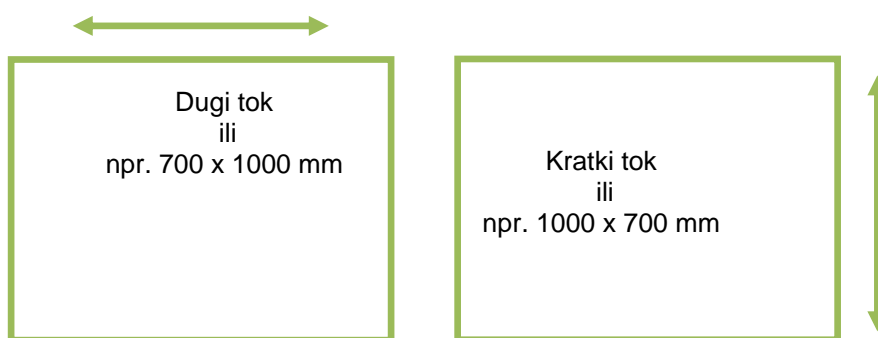 Dugi tok
ili
npr. 700 x 1000 mm
Kratki tok
ili
npr. 1000 x 700 mm